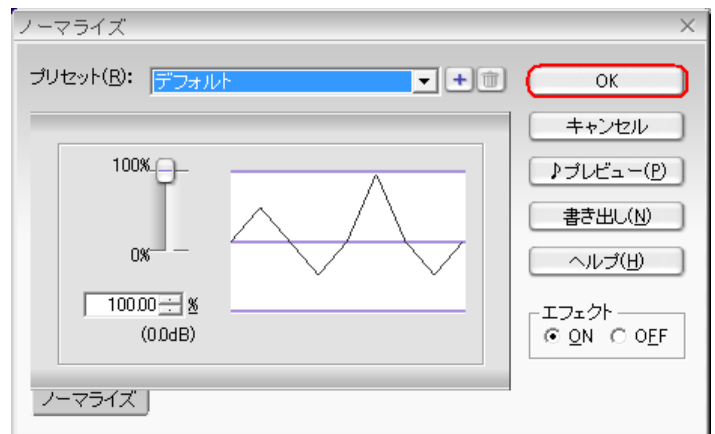 ノーマライズ
プリセット(R): デフォルト
OK
キャンセル
♪プレビュー(P)
書き出し(N)
ヘルプ(H)
エフェクト
ON OFF
100%
0%
100.00 %
(0.0dB)
ノーマライズ